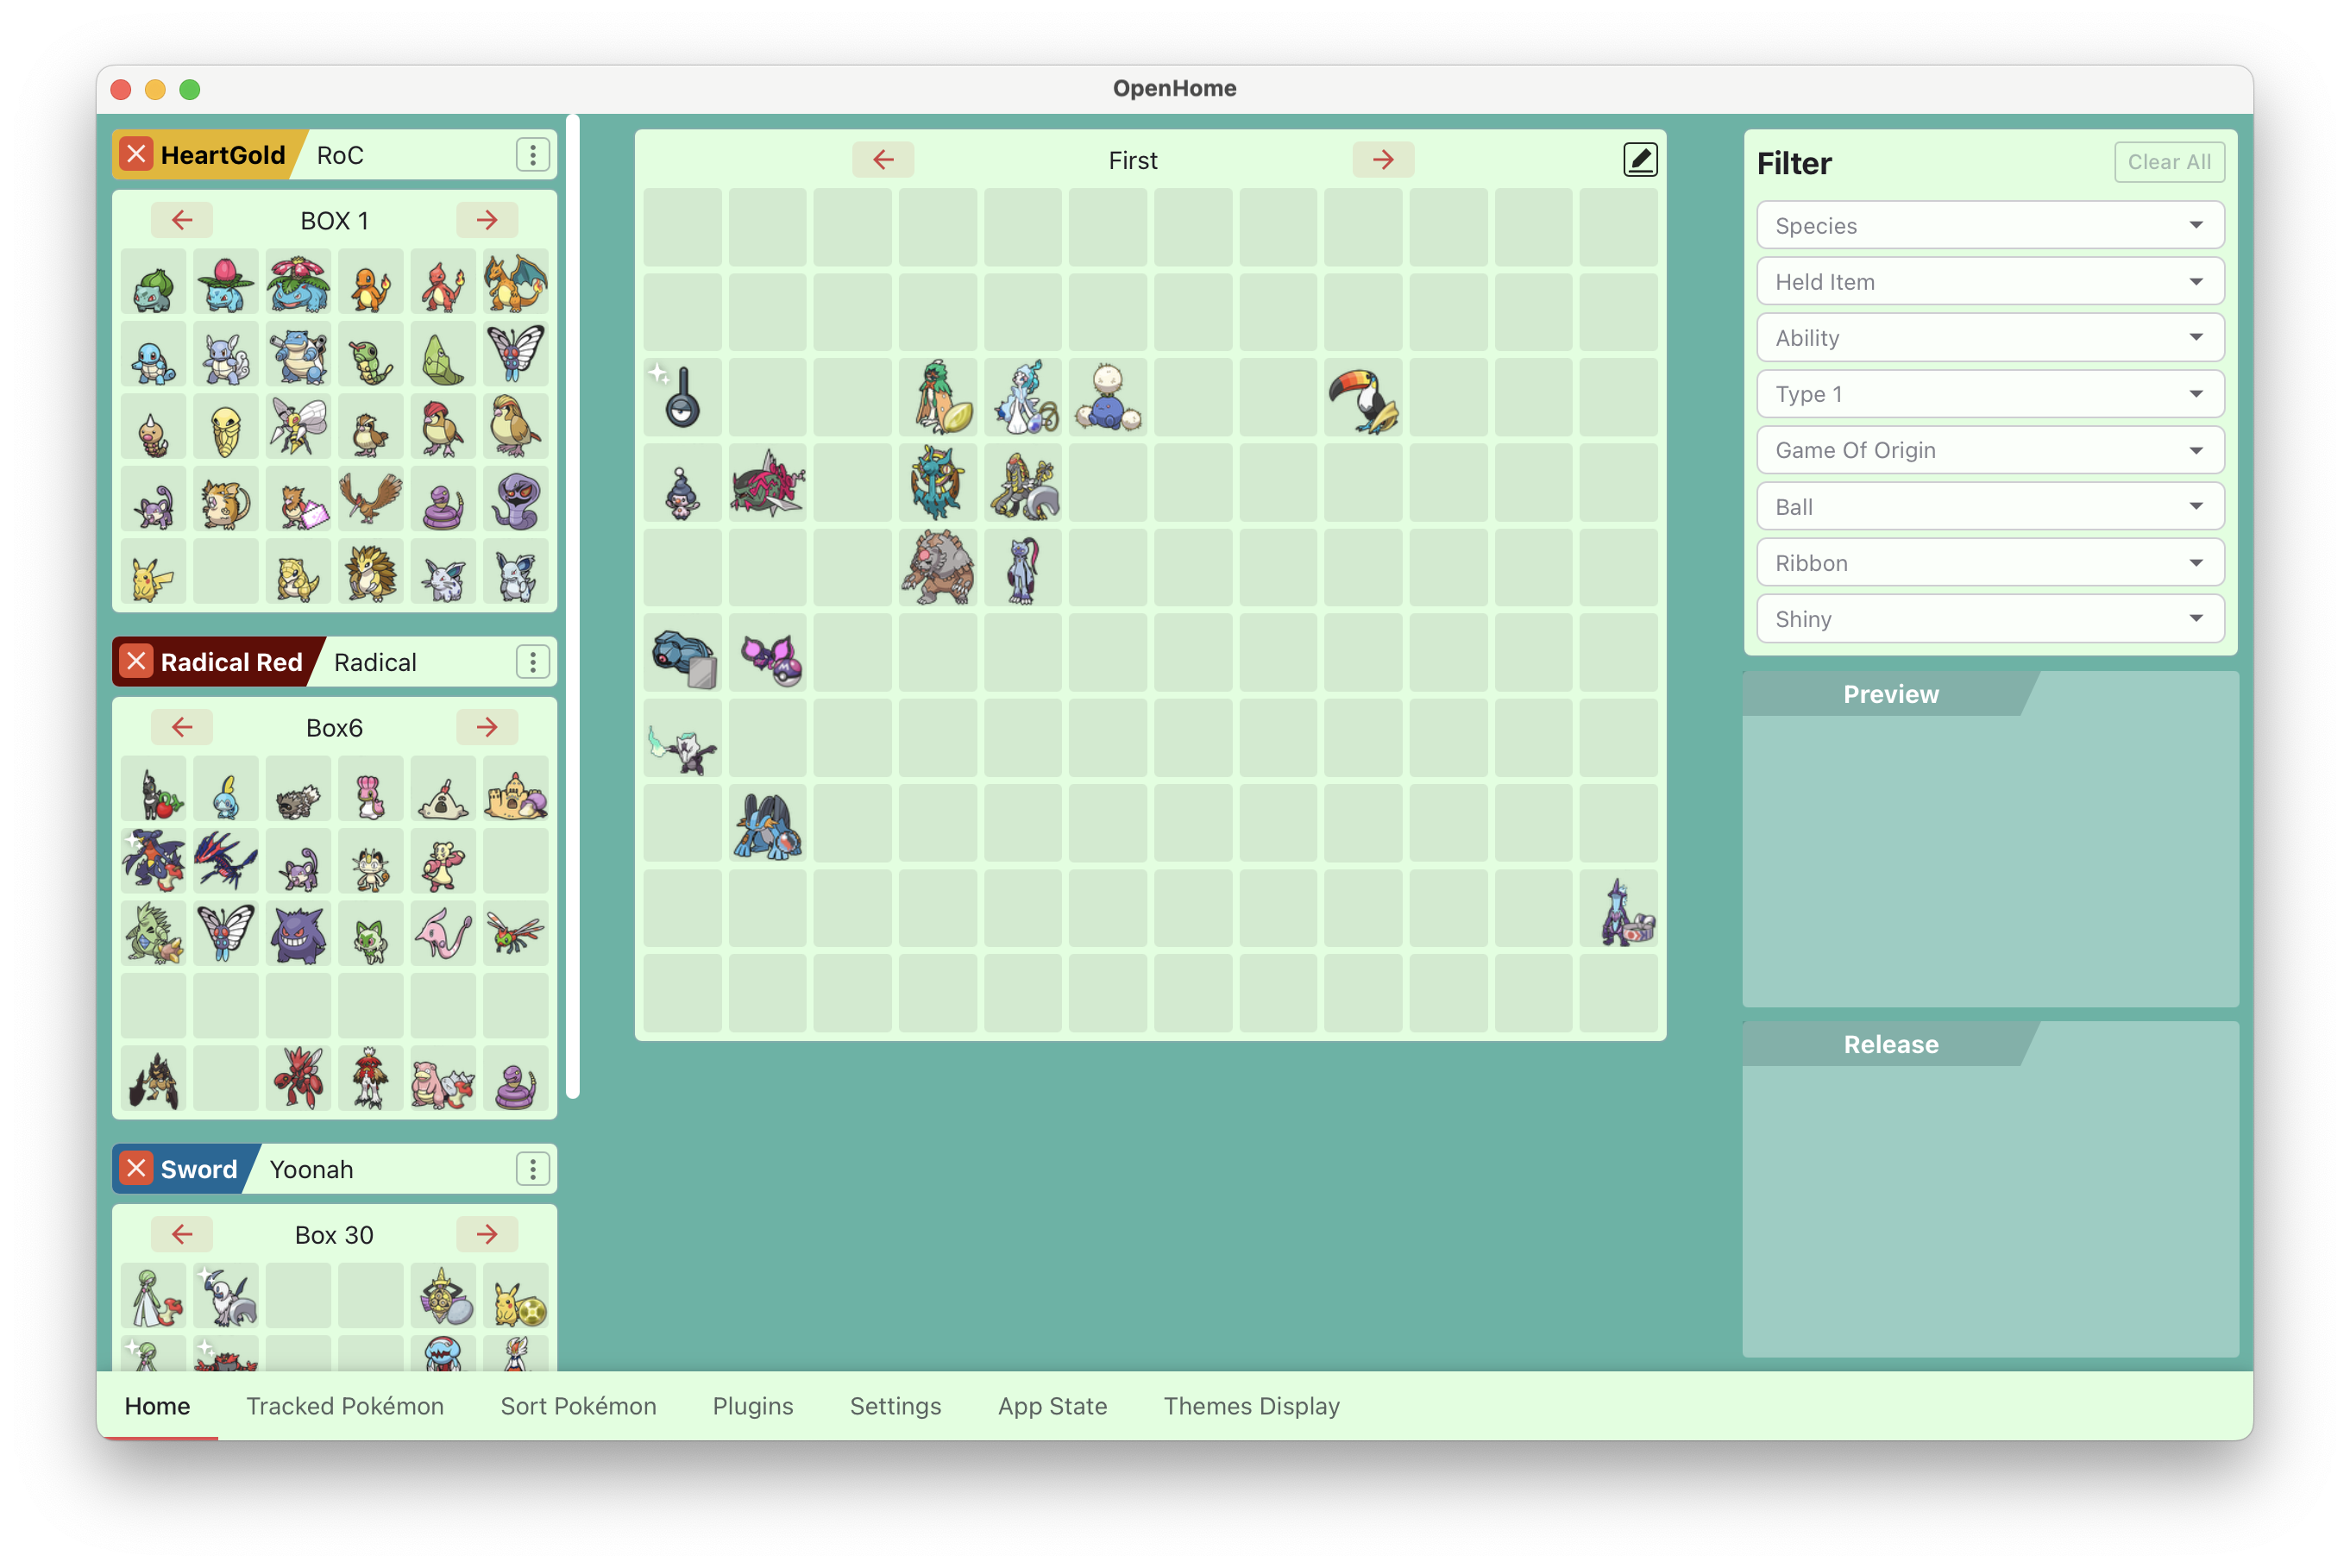 OpenHome
HeartGold RoC
BOX 1
Radical Red Radical
Box6
Sword Yoonah
Box 30
First
Filter Clear All
Species
Held Item
Ability
Type 1
Game Of Origin
Ball
Ribbon
Shiny
Preview
Release
Home Tracked Pokémon Sort Pokémon Plugins Settings App State Themes Display